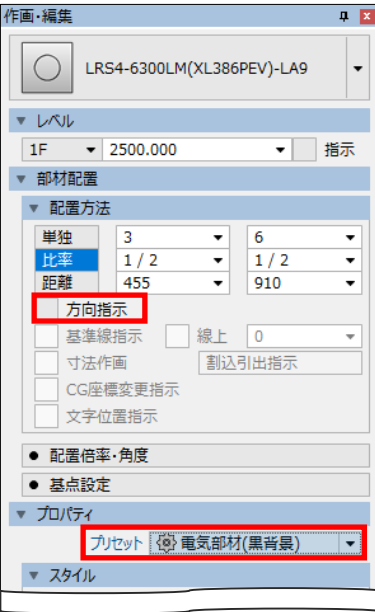 作画・編集
LRS4-6300LM(XL386PEV)-LA9
レベル
1F 2500.000 指示
部材配置
配置方法
単独 3 6
比率 1 / 2 1 / 2
距離 455 910
方向指示
基準線指示 線上 0
寸法作画 割込引出指示
CG座標変更指示
文字位置指示
配置倍率・角度
基点設定
プロパティ
プリセット 電気部材(黒背景)
スタイル